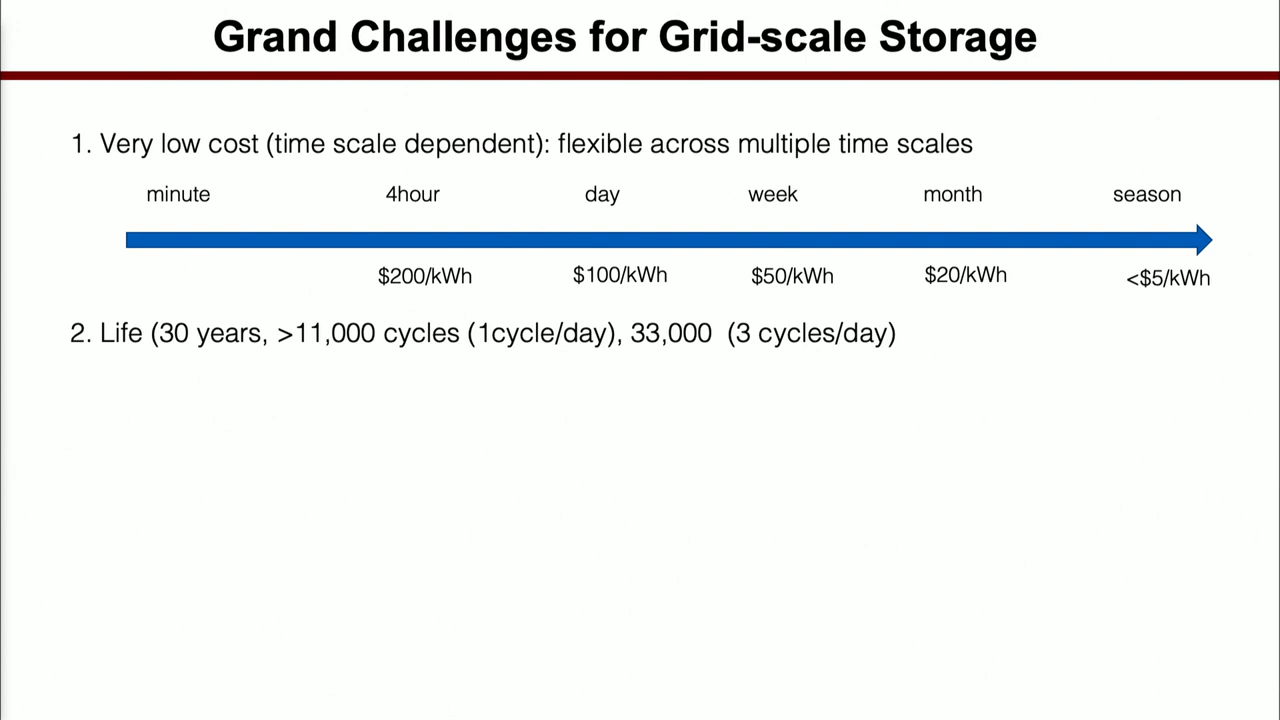 Grand Challenges for Grid-scale Storage
1. Very low cost (time scale dependent): flexible across multiple time scales
minute 4hour day week month season
$200/kWh $100/kWh $50/kWh $20/kWh <$5/kWh
2. Life (30 years, >11,000 cycles (1cycle/day), 33,000 (3 cycles/day)